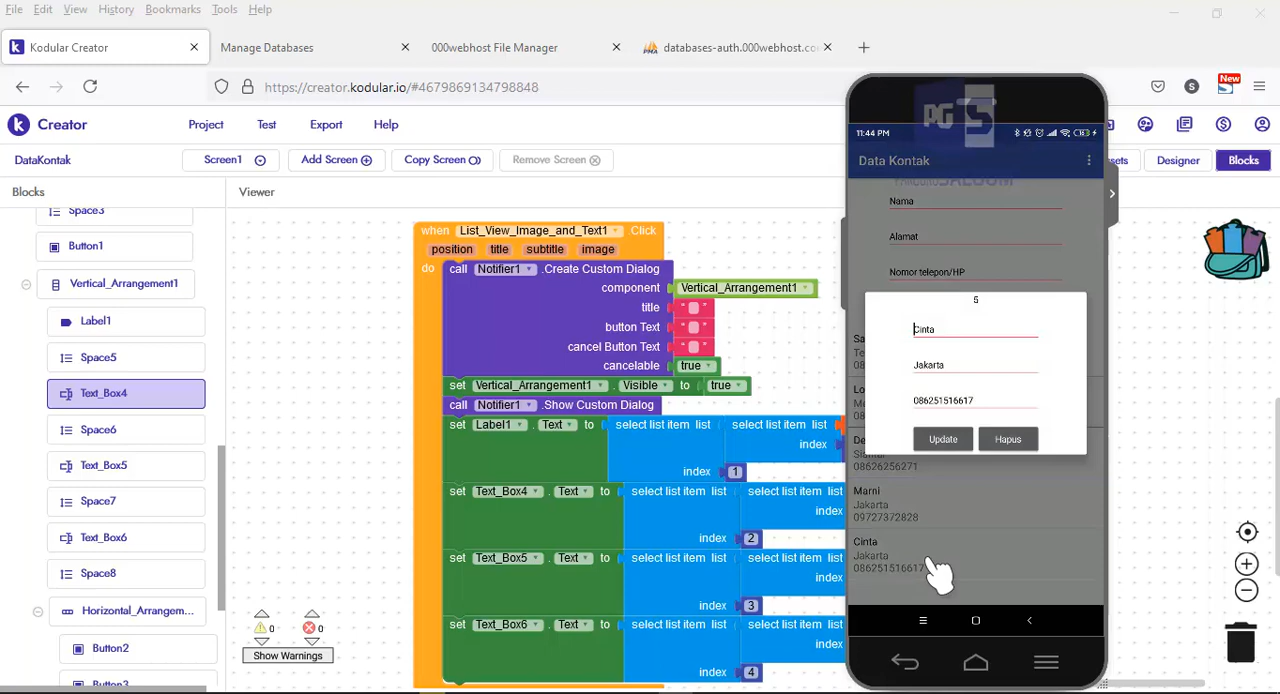 File Edit View History Bookmarks Tools Help
Kodular Creator
Manage Databases
000webhost File Manager
databases-auth.000webhost.co
https://creator.kodular.io/#4679869134798848
New
S
Creator
Project Test Export Help
DataKontak
Screen1
Add Screen
Copy Screen
Remove Screen
ssets
Designer
Blocks
Blocks
Viewer
Space3
Button1
Vertical_Arrangement1
Label1
Space5
Text_Box4
Space6
Text_Box5
Space7
Text_Box6
Space8
Horizontal_Arrangem...
Button2
Button3
when List_View_Image_and_Text1 .Click
position title subtitle image
do call Notifier1 .Create Custom Dialog
component Vertical_Arrangement1
title " "
button Text " "
cancel Button Text " "
cancelable true
set Vertical_Arrangement1 . Visible to true
call Notifier1 .Show Custom Dialog
set Label1 . Text to select list item list select list item list
index
index 1
set Text_Box4 . Text to select list item list select list item list
index
index 2
set Text_Box5 . Text to select list item list select list item list
index
index 3
set Text_Box6 . Text to select list item list select list item list
index
index 4
0 0
Show Warnings
PG S
11:44 PM
Data Kontak
Nama
Alamat
Nomor telepon/HP
5
Cinta
Jakarta
086251516617
Update Hapus
Siantar
08626256271
Marni
Jakarta
09727372828
Cinta
Jakarta
086251516617